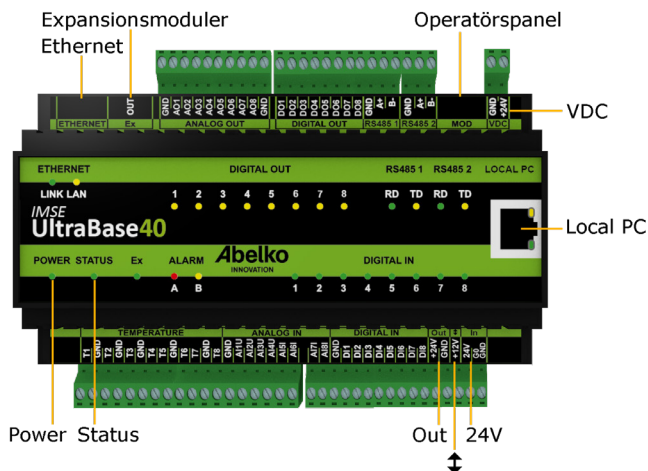 Expansionsmoduler
Ethernet
Operatörspanel
OUT
GND AO1 AO2 AO3 AO4 AO5 AO6 AO7 AO8 GND
DO1 DO2 DO3 DO4 DO5 DO6 DO7 DO8 GND A+ B- GND A+ B-
GND +24V
VDC
ETHERNET Ex ANALOG OUT DIGITAL OUT RS485 1 RS485 2 MOD VDC
ETHERNET DIGITAL OUT RS485 1 RS485 2 LOCAL PC
LINK LAN 1 2 3 4 5 6 7 8 RD TD RD TD
IMSE
UltraBase40
Local PC
POWER STATUS Ex ALARM Abelko DIGITAL IN
INNOVATION
A B 1 2 3 4 5 6 7 8
TEMPERATURE ANALOG IN DIGITAL IN Out In
T1 GND T2 GND T3 GND T4 T5 GND T6 T7 GND T8 GND AI1U AI2U AI3U AI4U AI5I AI6I
AI7I AI8I GND DI1 DI2 DI3 DI4 DI5 DI6 DI7 DI8 +24V GND +12V 24V G0 GND
Power Status
Out 24V